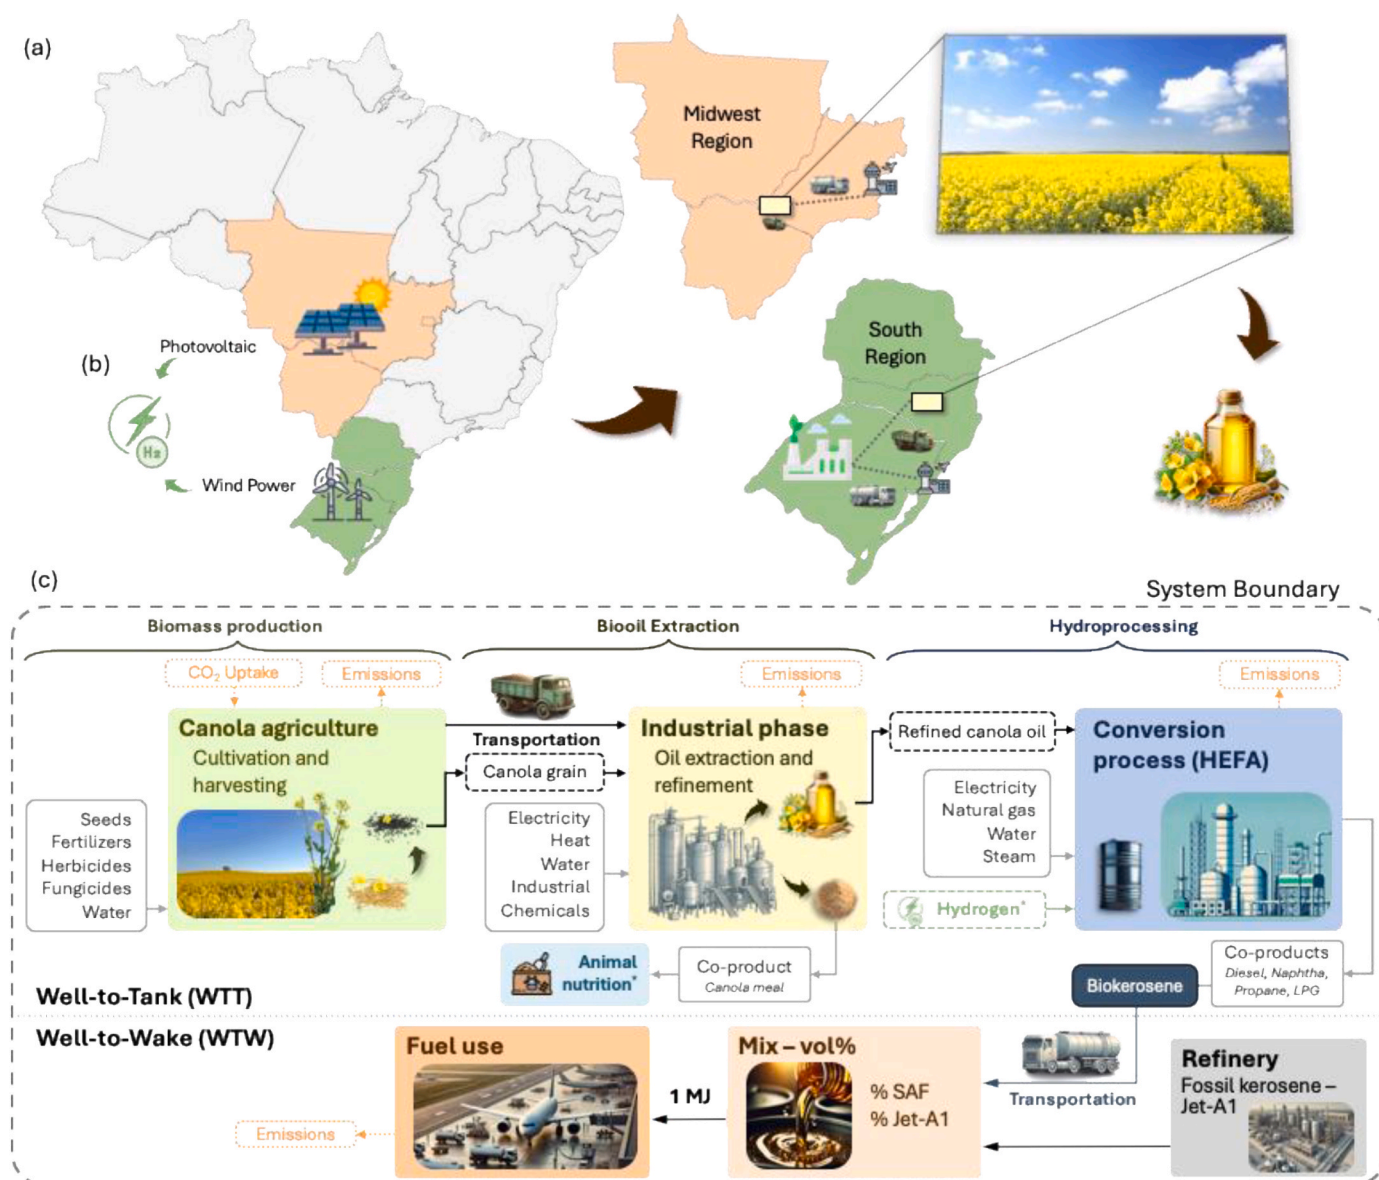 (a)
Midwest
Region
South
Region
(b)
Photovoltaic
H₂
Wind Power
(c)
System Boundary
Biomass production
Biooil Extraction
Hydroprocessing
CO₂ Uptake
Emissions
Emissions
Emissions
Canola agriculture
Cultivation and
harvesting
Transportation
Canola grain
Industrial phase
Oil extraction and
refinement
Refined canola oil
Conversion
process (HEFA)
Seeds
Fertilizers
Herbicides
Fungicides
Water
Electricity
Heat
Water
Industrial
Chemicals
Electricity
Natural gas
Water
Steam
Hydrogen*
Animal
nutrition*
Co-product
Canola meal
Biokerosene
Co-products
Diesel, Naphtha,
Propane, LPG
Well-to-Tank (WTT)
Well-to-Wake (WTW)
Fuel use
Emissions
1 MJ
Mix – vol%
% SAF
% Jet-A1
Transportation
Refinery
Fossil kerosene –
Jet-A1